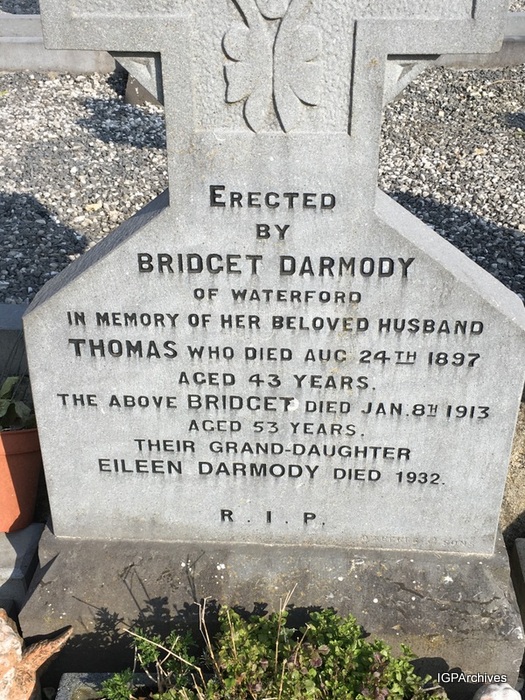 ERECTED
BY
BRIDGET DARMODY
OF WATERFORD
IN MEMORY OF HER BELOVED HUSBAND
THOMAS WHO DIED AUG 24TH 1897
AGED 43 YEARS.
THE ABOVE BRIDGET DIED JAN. 8TH 1913
AGED 53 YEARS.
THEIR GRAND-DAUGHTER
EILEEN DARMODY DIED 1932.
R. I. P.
IGPArchives